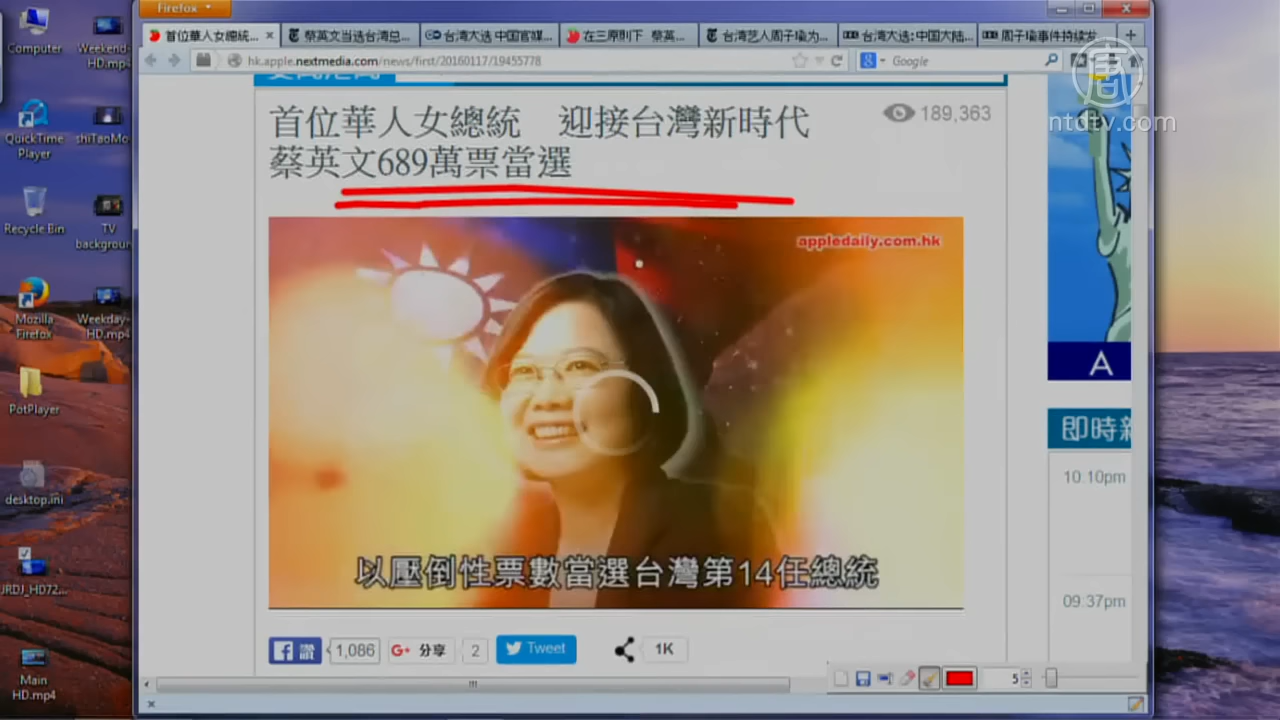 Firefox
首位華人女總統...
蔡英文当选台湾总...
台湾大选 中国官媒...
在三原則下 蔡英...
台湾艺人周子瑜为...
台湾大选:中国大陆...
周子瑜事件持续发
hk.apple.nextmedia.com/news/first/20160117/19455778
Google
唐
ntdtv.com
Computer
Weekend-HD.mp4
QuickTime Player
shiTaoMo
Recycle Bin
TV backgroun
Mozilla Firefox
Weekday-HD.mp4
PotPlayer
desktop.ini
JRDJ_HD72...
Main HD.mp4
首位華人女總統 迎接台灣新時代
蔡英文689萬票當選
189,363
appledaily.com.hk
以壓倒性票數當選台灣第14任總統
讚
1,086
G+ 分享
2
Tweet
1K
A
即時新
10:10pm
09:37pm
5